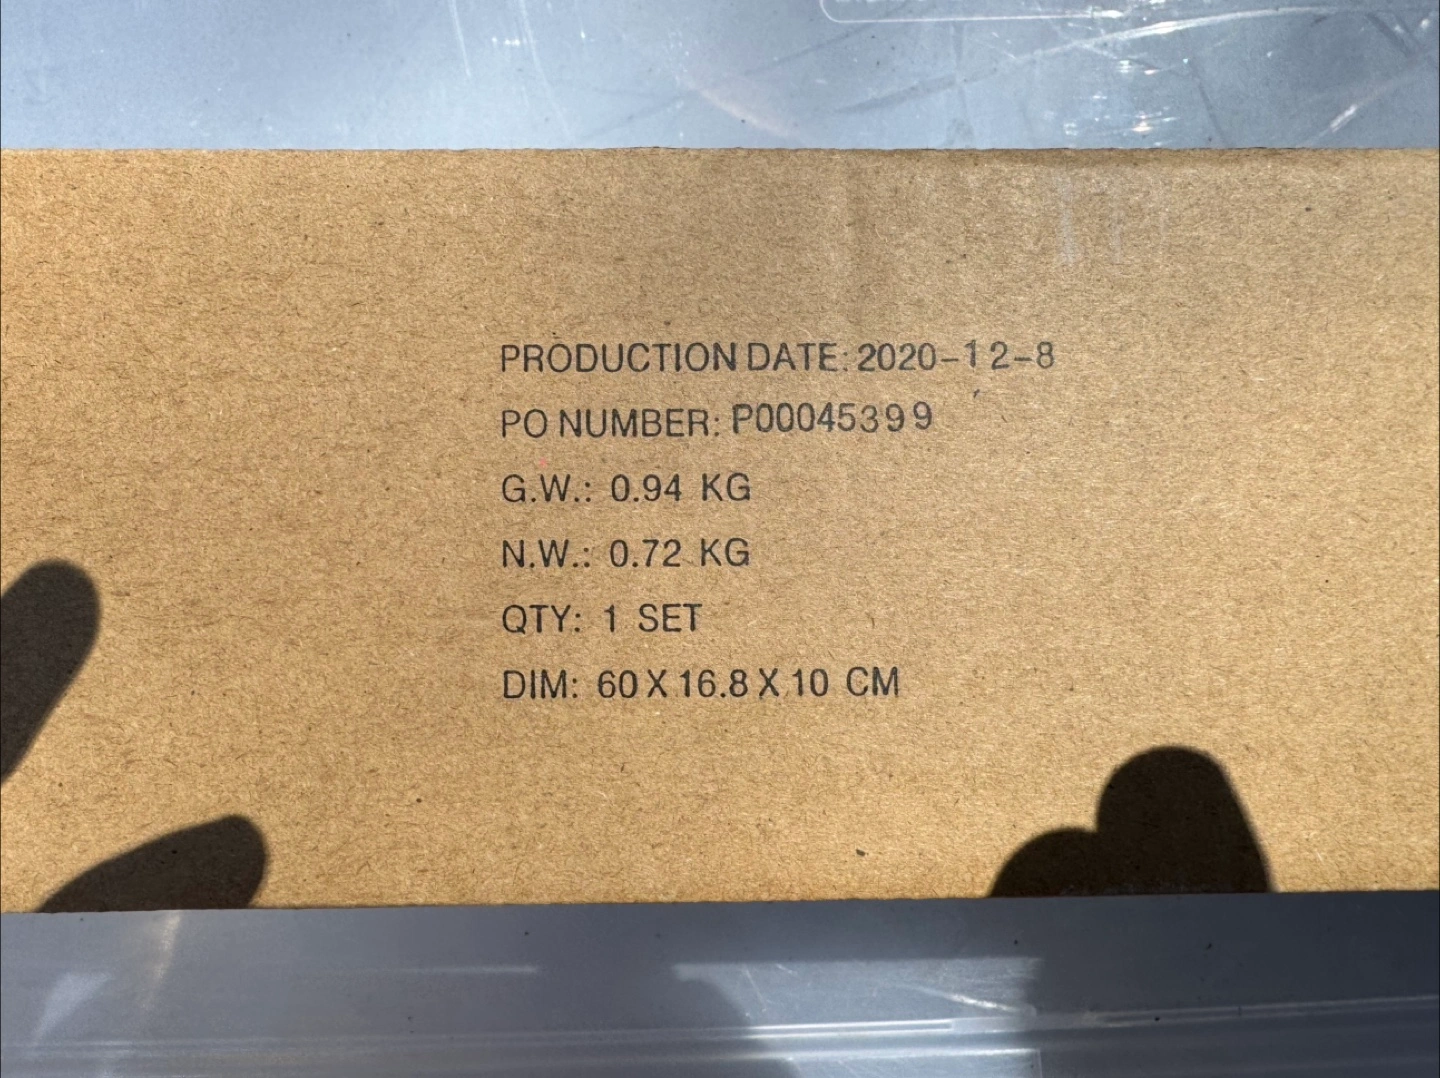 PRODUCTION DATE: 2020-12-8
PO NUMBER: P00045399
G.W.: 0.94 KG
N.W.: 0.72 KG
QTY: 1 SET
DIM: 60 X 16.8 X 10 CM